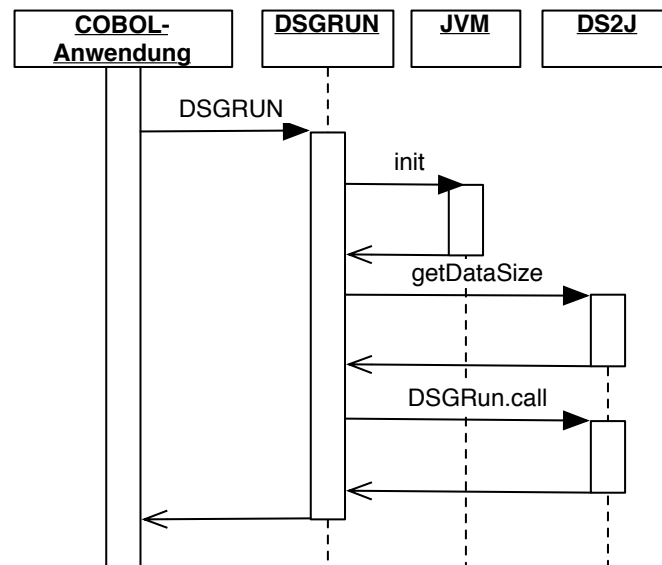 COBOL-
Anwendung
DSGRUN
JVM
DS2J
DSGRUN
init
getDataSize
DSGRun.call